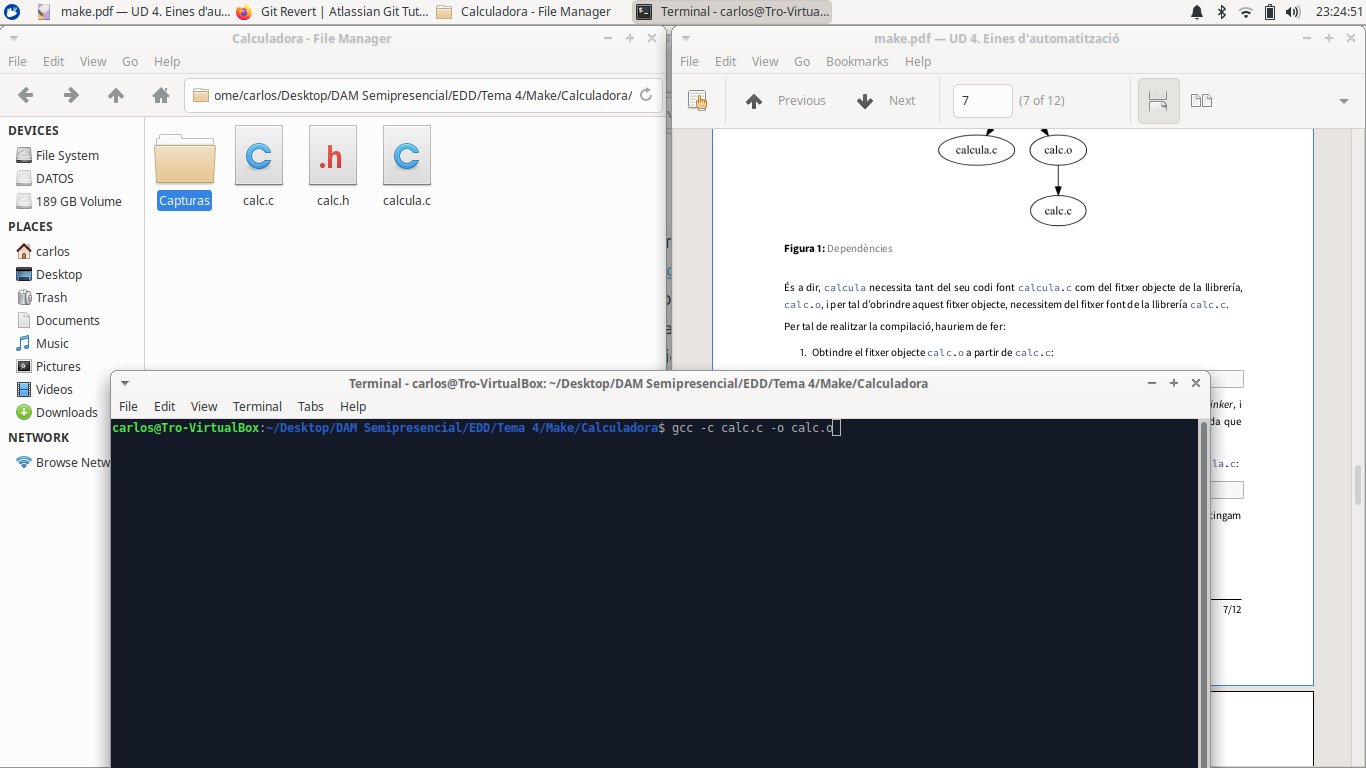 make.pdf — UD 4. Eines d'au...
Git Revert | Atlassian Git Tut...
Calculadora - File Manager
Terminal - carlos@Tro-Virtua...
23:24:51
Calculadora - File Manager
File Edit View Go Help
ome/carlos/Desktop/DAM Semipresencial/EDD/Tema 4/Make/Calculadora/
DEVICES
File System
DATOS
189 GB Volume
PLACES
carlos
Desktop
Trash
Documents
Music
Pictures
Videos
Downloads
NETWORK
Browse Netw
C
.h
C
Capturas
calc.c
calc.h
calcula.c
make.pdf — UD 4. Eines d'automatització
File Edit View Go Bookmarks Help
Previous
Next
7
(7 of 12)
calcula.c
calc.o
calc.c
Figura 1: Dependències
És a dir, calcula necessita tant del seu codi font calcula.c com del fitxer objecte de la llibrería,
calc.o, i per tal d'obrindre aquest fitxer objecte, necessitem del fitxer font de la llibrería calc.c.
Per tal de realitzar la compilació, hauriem de fer:
1. Obtindre el fitxer objecte calc.o a partir de calc.c:
inker, i
da que
la.c:
tingam
7/12
Terminal - carlos@Tro-VirtualBox: ~/Desktop/DAM Semipresencial/EDD/Tema 4/Make/Calculadora
File Edit View Terminal Tabs Help
carlos@Tro-VirtualBox:~/Desktop/DAM Semipresencial/EDD/Tema 4/Make/Calculadora$ gcc -c calc.c -o calc.o